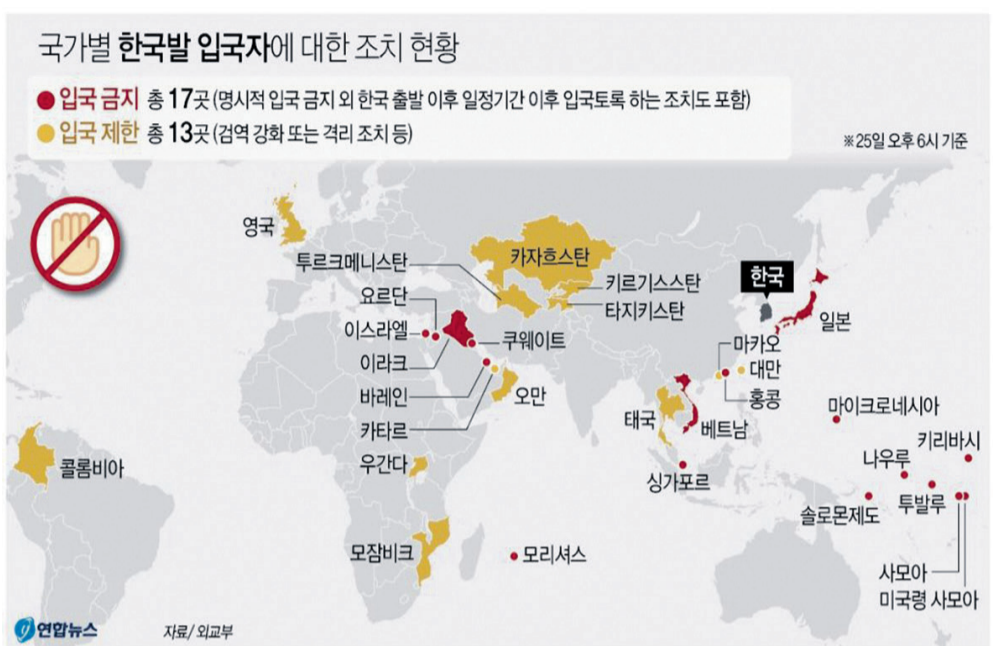 국가별 한국발 입국자에 대한 조치 현황
● 입국 금지 총 17곳 (명시적 입국 금지 외 한국 출발 이후 일정기간 이후 입국토록 하는 조치도 포함)
● 입국 제한 총 13곳 (검역 강화 또는 격리 조치 등)
※25일 오후 6시 기준
영국
카자흐스탄
투르크메니스탄
키르기스스탄
타지키스탄
한국
일본
요르단
이스라엘
쿠웨이트
이라크
바레인
오만
카타르
마카오
대만
홍콩
태국
베트남
싱가포르
마이크로네시아
키리바시
나우루
투발루
솔로몬제도
사모아
미국령 사모아
콜롬비아
우간다
모잠비크
모리셔스
연합뉴스
자료/ 외교부